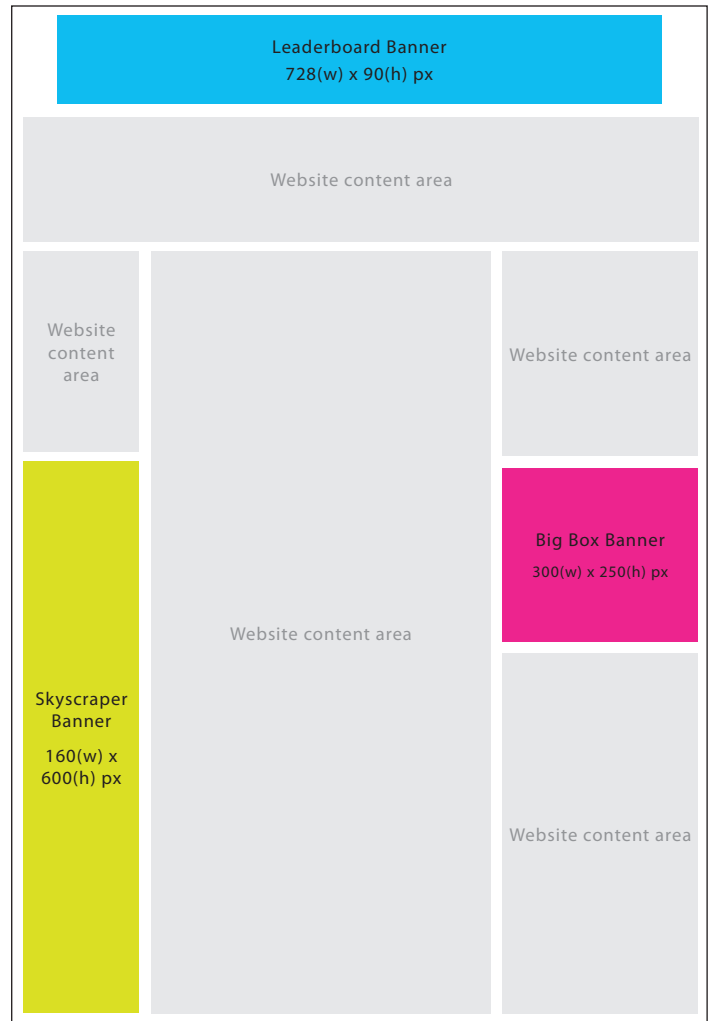 Leaderboard Banner
728(w) x 90(h) px
Website content area
Website
content
area
Website content area
Big Box Banner
300(w) x 250(h) px
Website content area
Skyscraper
Banner
160(w) x
600(h) px
Website content area